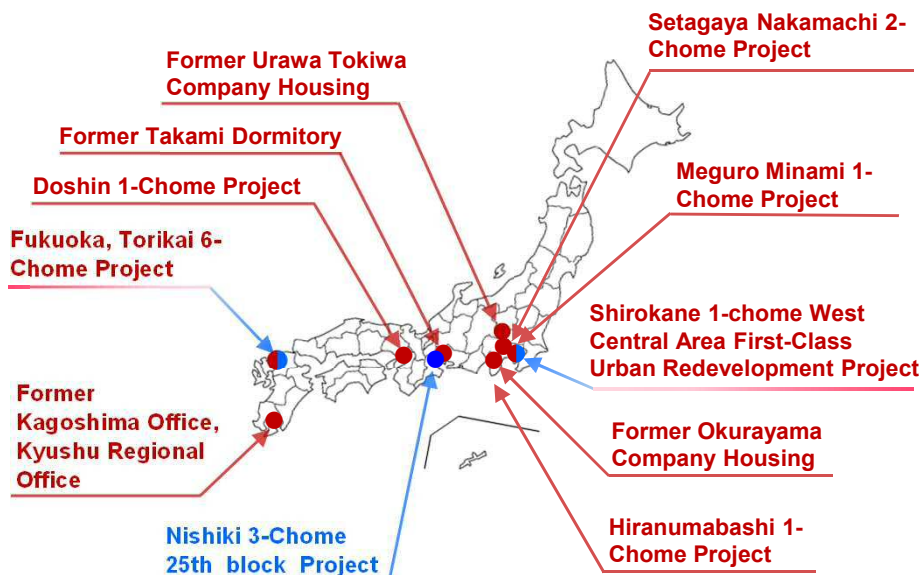 Setagaya Nakamachi 2-
Chome Project
Former Urawa Tokiwa
Company Housing
Former Takami Dormitory
Doshin 1-Chome Project
Meguro Minami 1-
Chome Project
Fukuoka, Torikai 6-
Chome Project
Shirokane 1-chome West
Central Area First-Class
Urban Redevelopment Project
Former
Kagoshima Office,
Kyushu Regional
Office
Former Okurayama
Company Housing
Nishiki 3-Chome
25th block Project
Hiranumabashi 1-
Chome Project